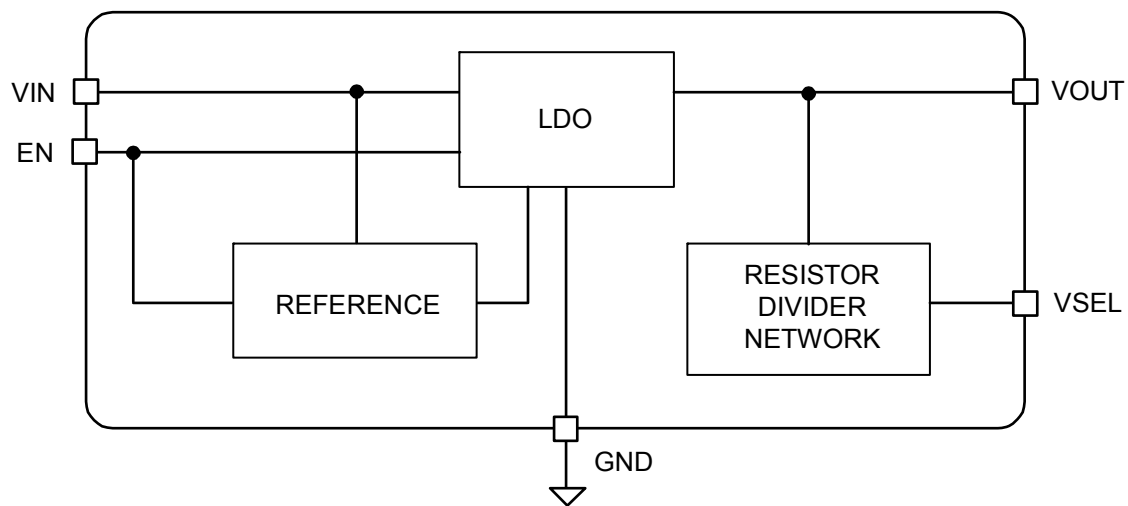 VIN
LDO
VOUT
EN
REFERENCE
RESISTOR
DIVIDER
NETWORK
VSEL
GND